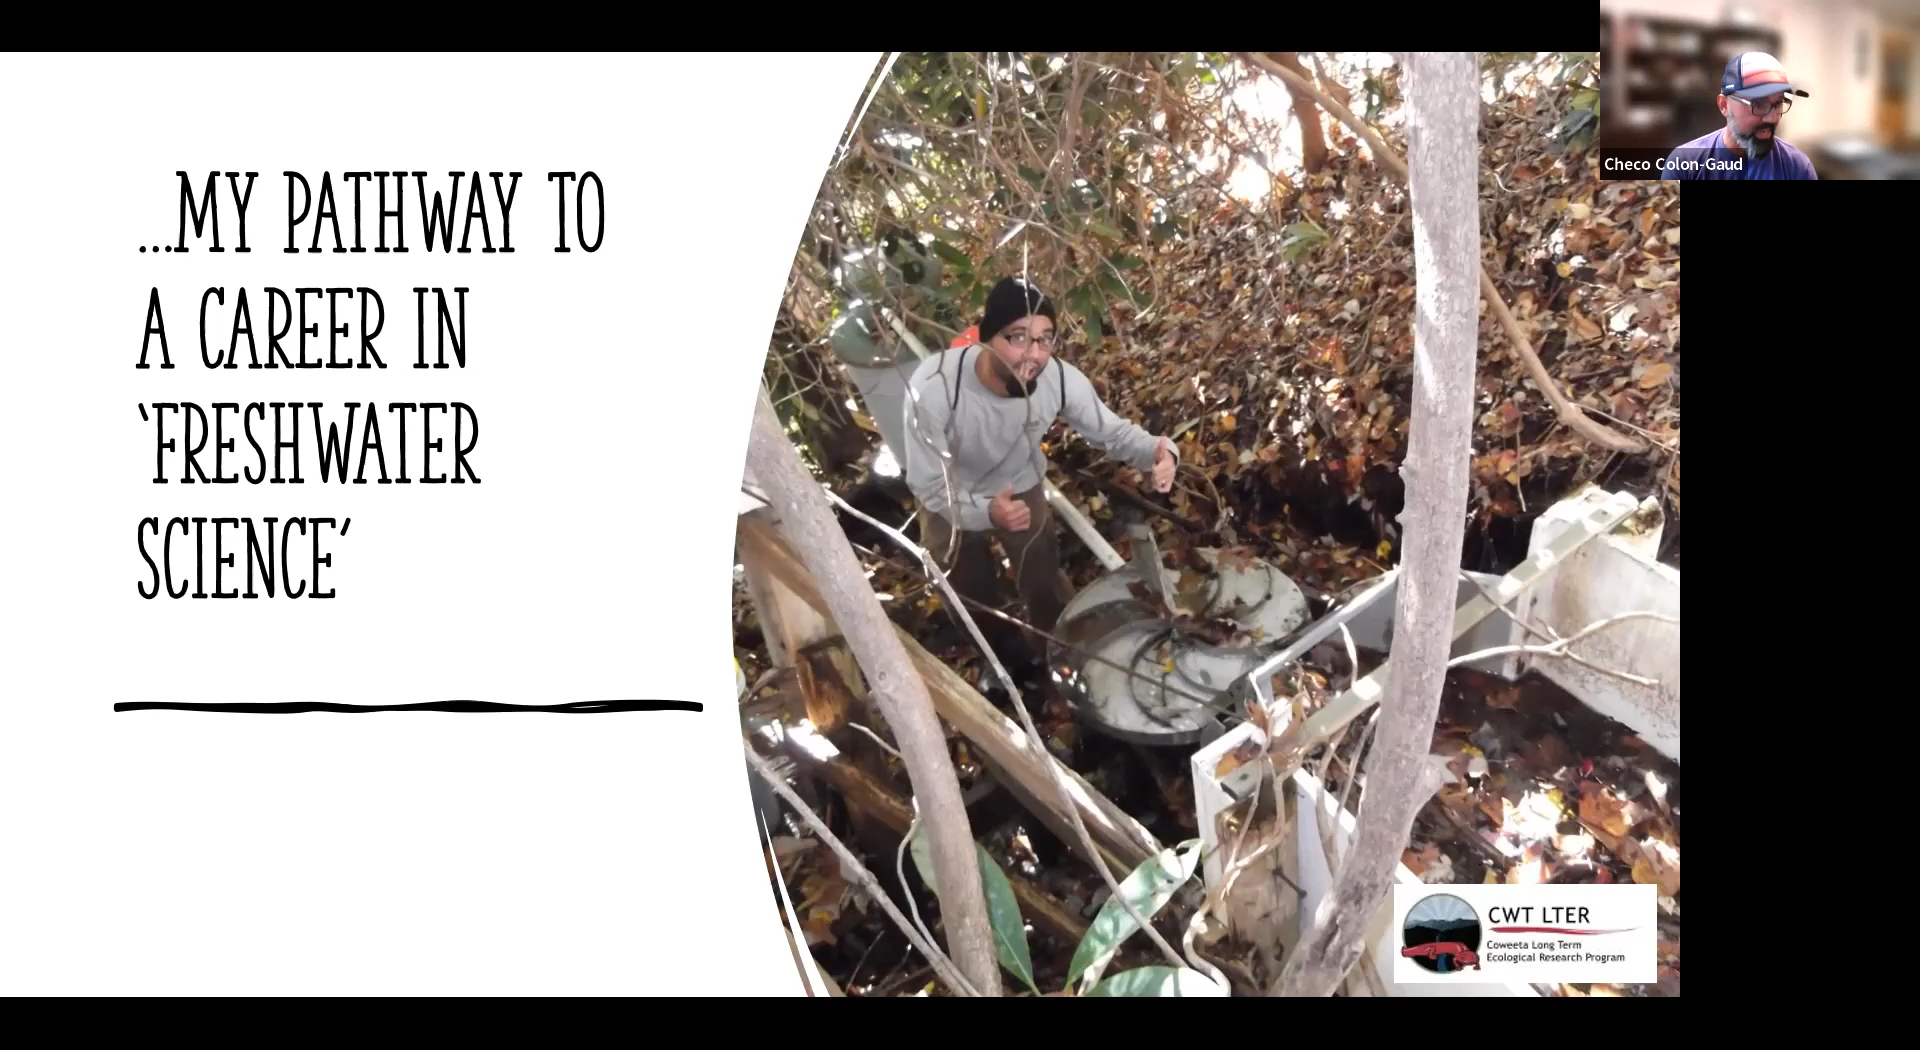 ...MY PATHWAY TO
A CAREER IN
‘FRESHWATER
SCIENCE’
Checo Colon-Gaud
CWT LTER
Coweeta Long Term
Ecological Research Program